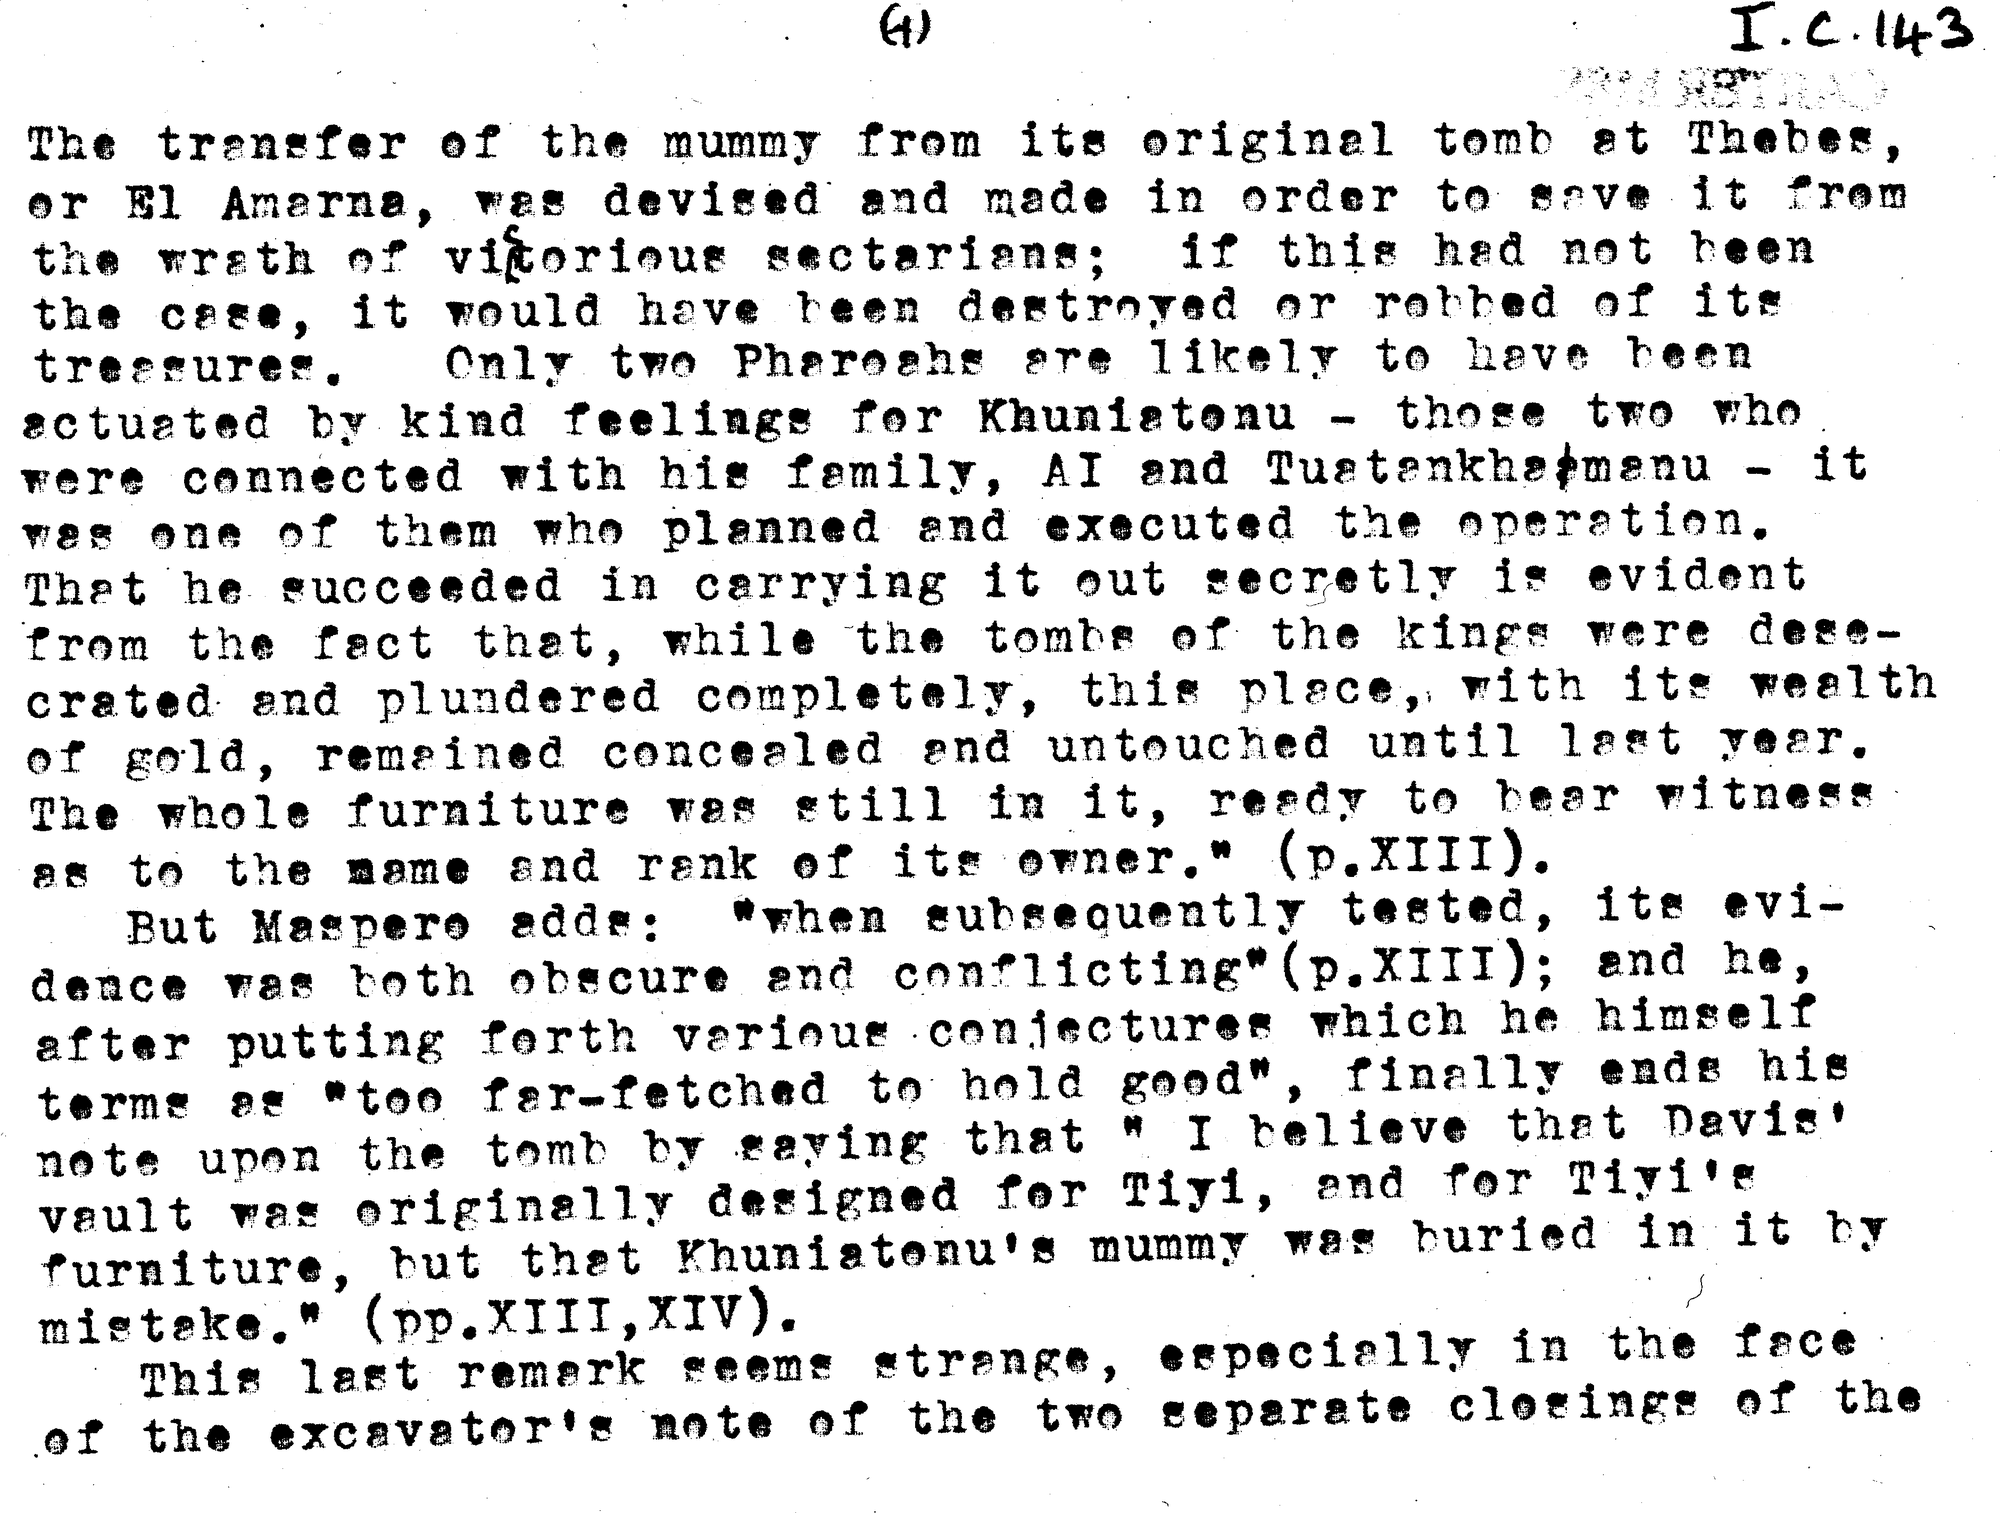 (4)
I.C.143
The transfer of the mummy from its original tomb at Thebes,
or El Amarna, was devised and made in order to save it from
the wrath of victorious sectarians; if this had not been
the case, it would have been destroyed or robbed of its
treasures. Only two Pharoahs are likely to have been
actuated by kind feelings for Khuniatonu - those two who
were connected with his family, AI and Tuatankhamanu - it
was one of them who planned and executed the operation.
That he succeeded in carrying it out secretly is evident
from the fact that, while the tombs of the kings were dese-
crated and plundered completely, this place, with its wealth
of gold, remained concealed and untouched until last year.
The whole furniture was still in it, ready to bear witness
as to the name and rank of its owner." (p.XIII).
But Maspero adds: "when subsequently tested, its evi-
dence was both obscure and conflicting"(p.XIII); and he,
after putting forth various conjectures which he himself
terms as "too far-fetched to hold good", finally ends his
note upon the tomb by saying that " I believe that Davis'
vault was originally designed for Tiyi, and for Tiyi's
furniture, but that Khuniatonu's mummy was buried in it by
mistake." (pp.XIII,XIV).
This last remark seems strange, especially in the face
of the excavator's note of the two separate closings of the